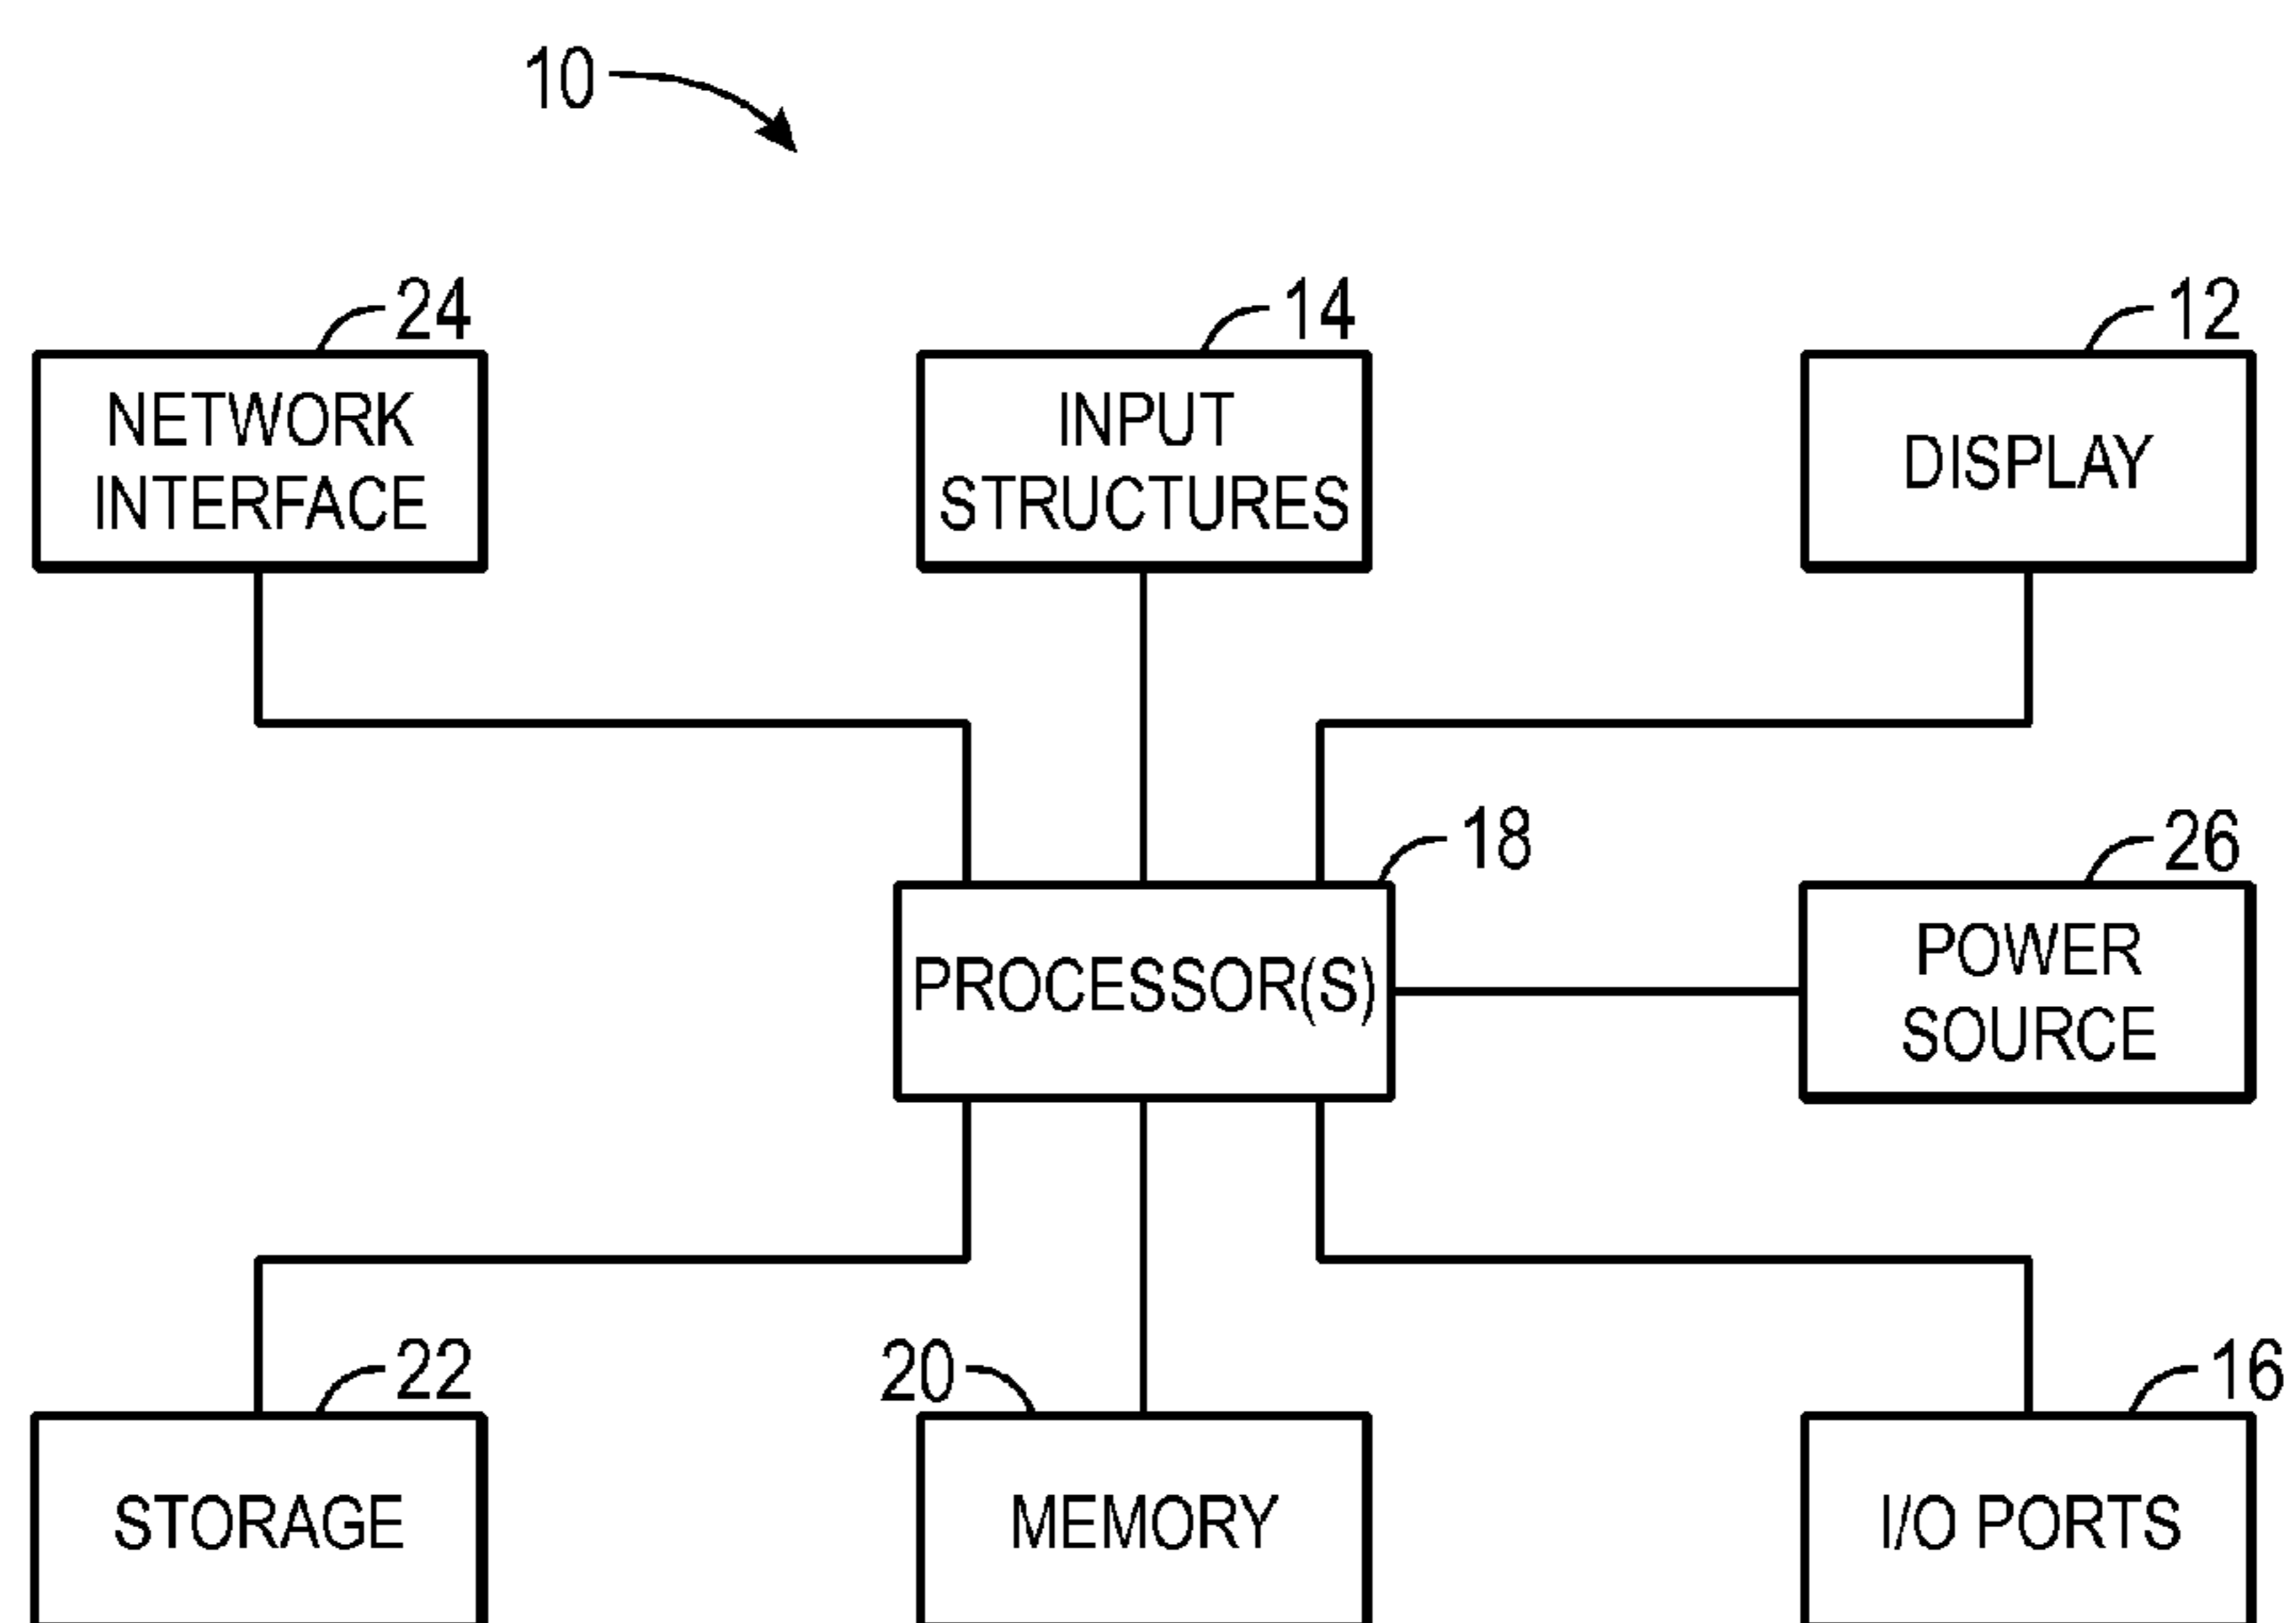 10
24
14
12
NETWORK
INTERFACE
INPUT
STRUCTURES
DISPLAY
18
26
PROCESSOR(S)
POWER
SOURCE
22
20
16
STORAGE
MEMORY
I/O PORTS